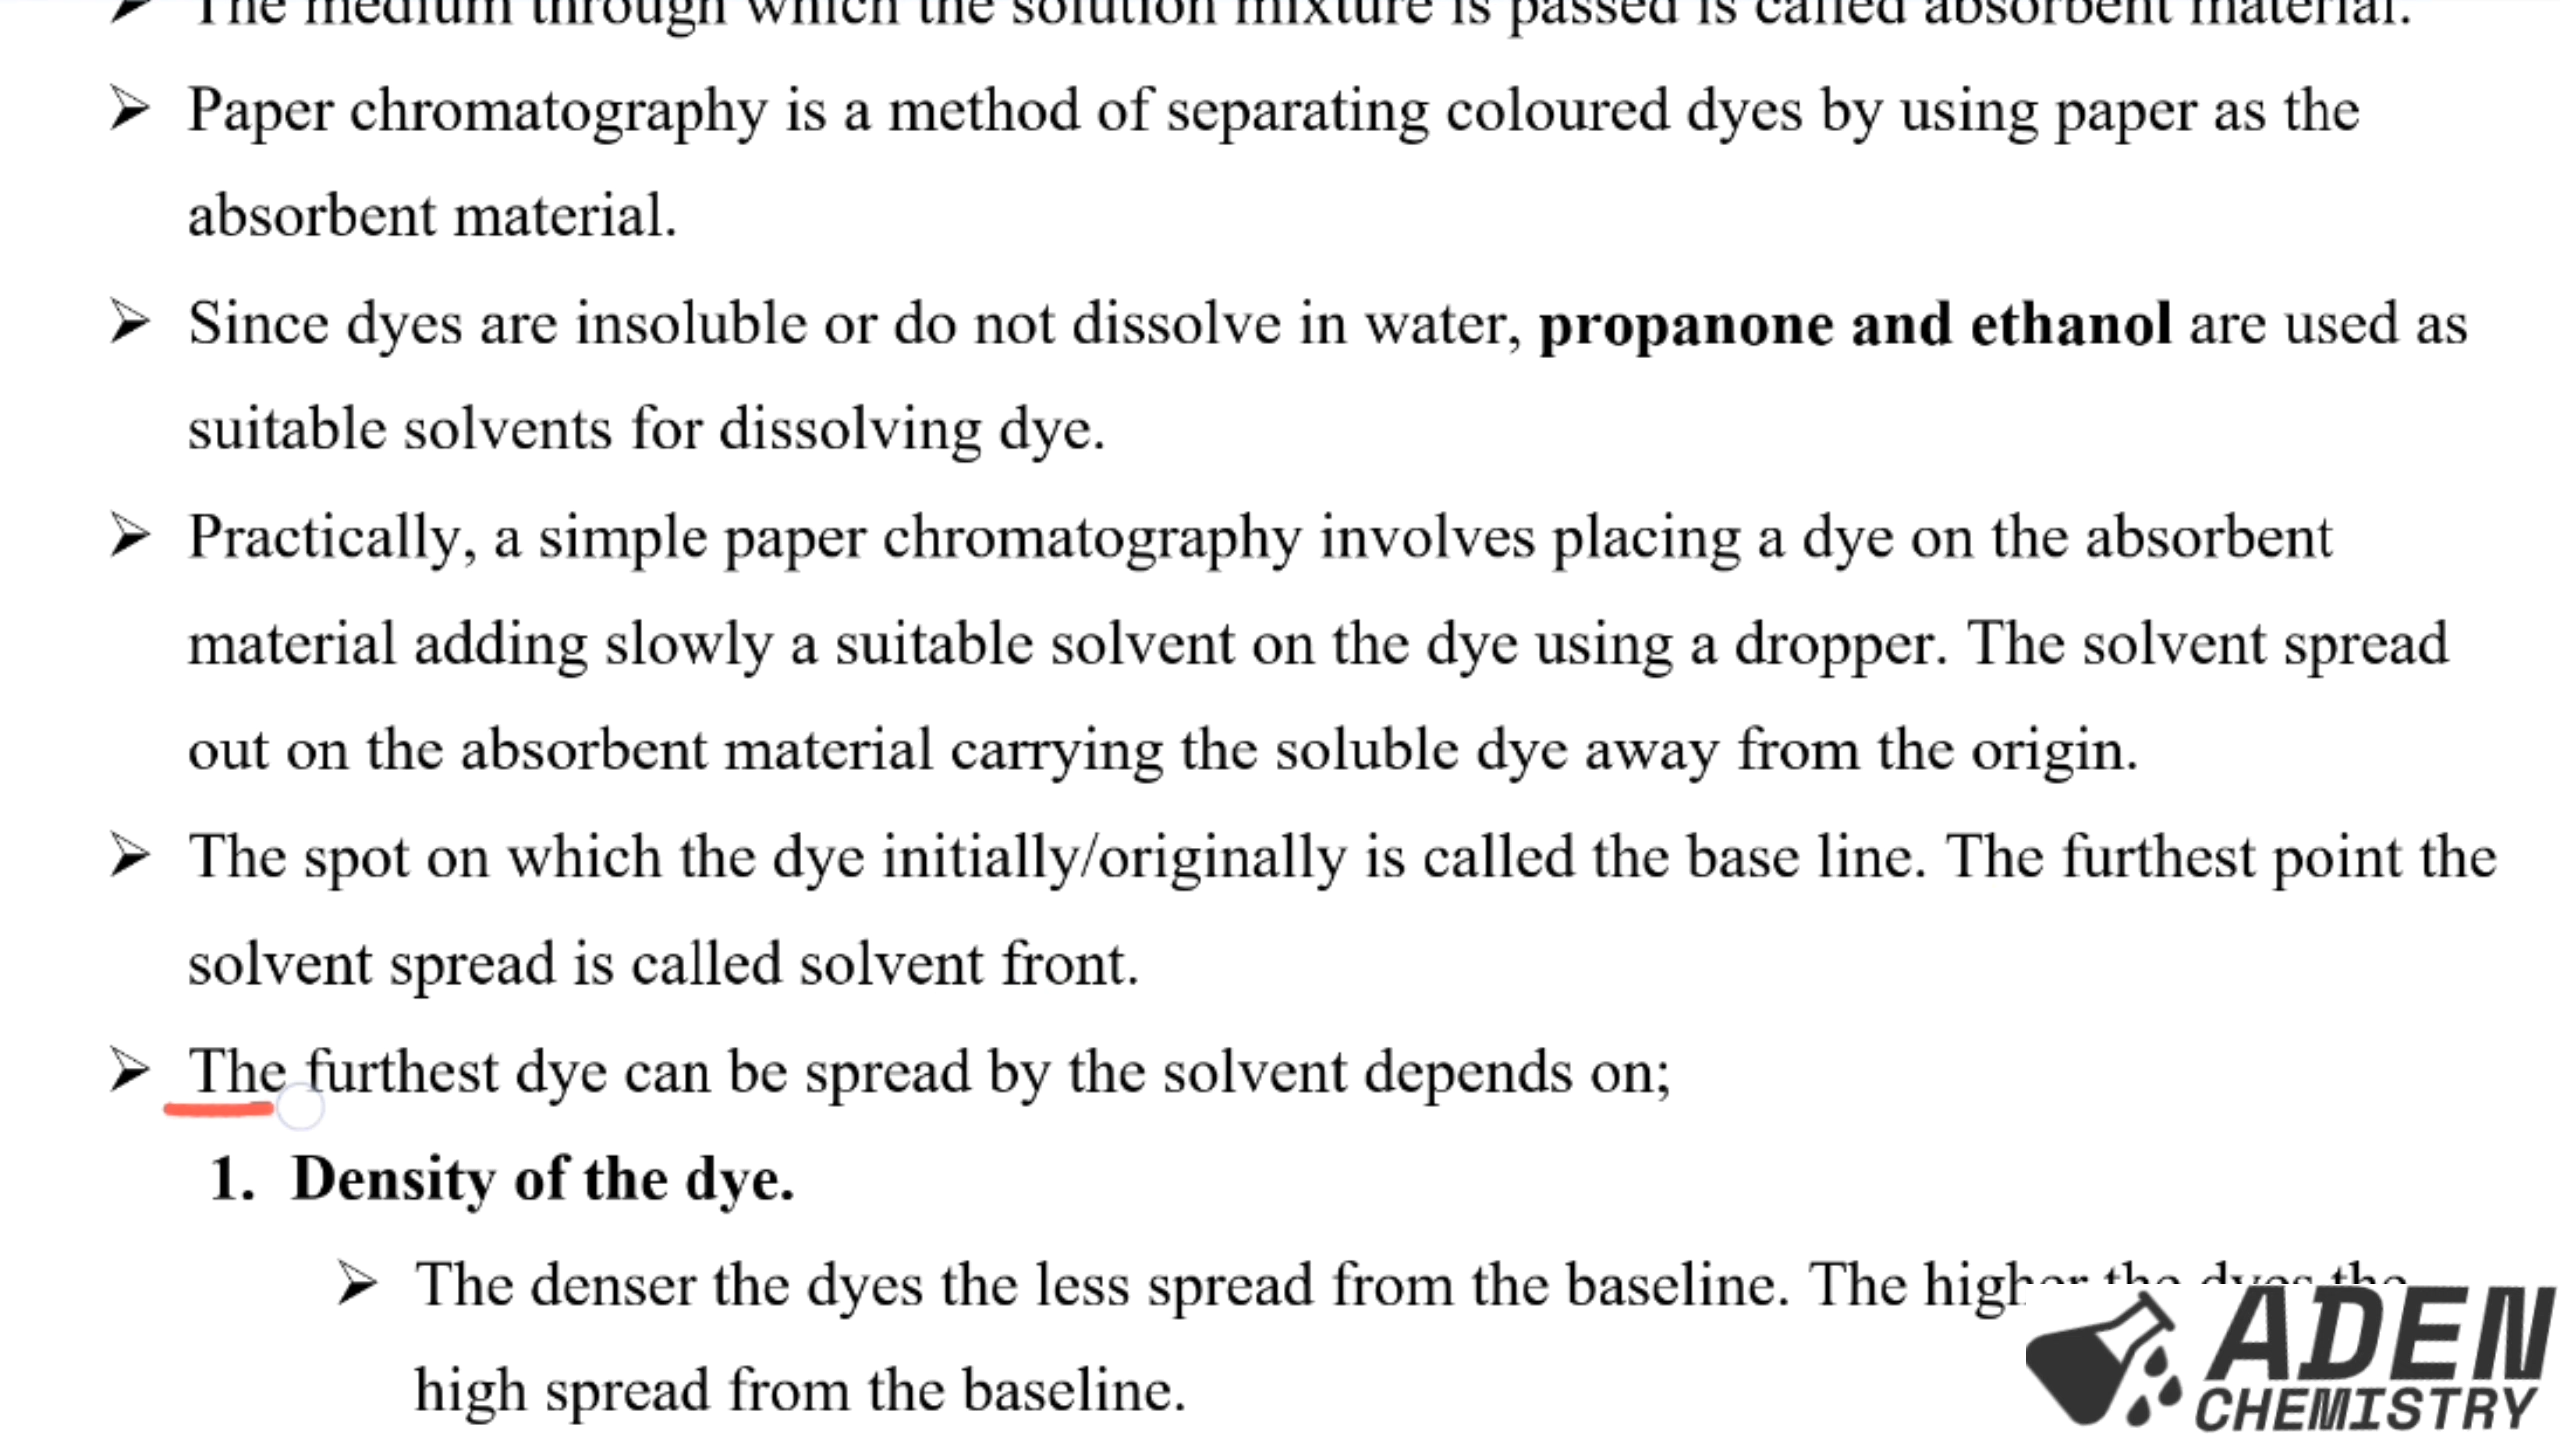 ➢ The medium through which the solution mixture is passed is called absorbent material.
➢ Paper chromatography is a method of separating coloured dyes by using paper as the
absorbent material.
➢ Since dyes are insoluble or do not dissolve in water, propanone and ethanol are used as
suitable solvents for dissolving dye.
➢ Practically, a simple paper chromatography involves placing a dye on the absorbent
material adding slowly a suitable solvent on the dye using a dropper. The solvent spread
out on the absorbent material carrying the soluble dye away from the origin.
➢ The spot on which the dye initially/originally is called the base line. The furthest point the
solvent spread is called solvent front.
➢ The furthest dye can be spread by the solvent depends on;
1. Density of the dye.
➢ The denser the dyes the less spread from the baseline. The higher the dyes the
high spread from the baseline.
ADEN
CHEMISTRY